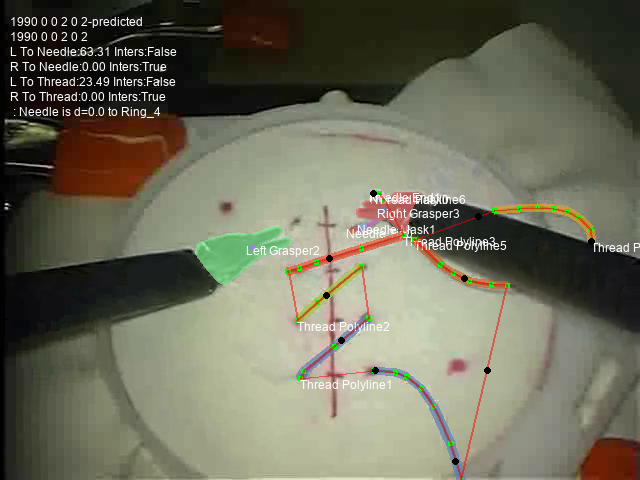 1990 0 0 2 0 2-predicted
1990 0 0 2 0 2
L To Needle:63.31 Inters:False
R To Needle:0.00 Inters:True
L To Thread:23.49 Inters:False
R To Thread:0.00 Inters:True
: Needle is d=0.0 to Ring_4
Right Grasper3
Left Grasper2
Thread Polyline3
Thread Polyline5
Thread P
Thread Polyline2
Thread Polyline1